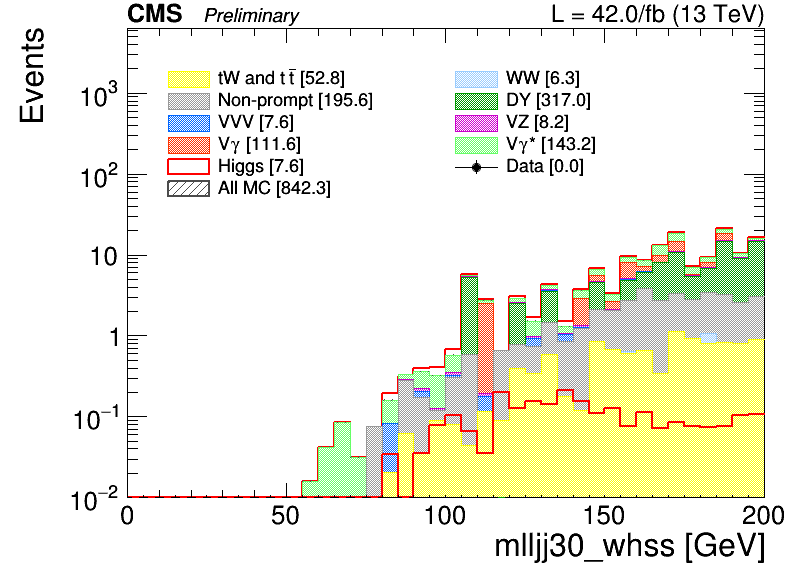 CMS Preliminary L = 42.0/fb (13 TeV)
Events
tW and tt̅ [52.8]
Non-prompt [195.6]
VVV [7.6]
Vγ [111.6]
Higgs [7.6]
All MC [842.3]
WW [6.3]
DY [317.0]
VZ [8.2]
Vγ* [143.2]
Data [0.0]
10³
10²
10
1
10⁻¹
10⁻²
0 50 100 150 200
mlljj30_whss [GeV]